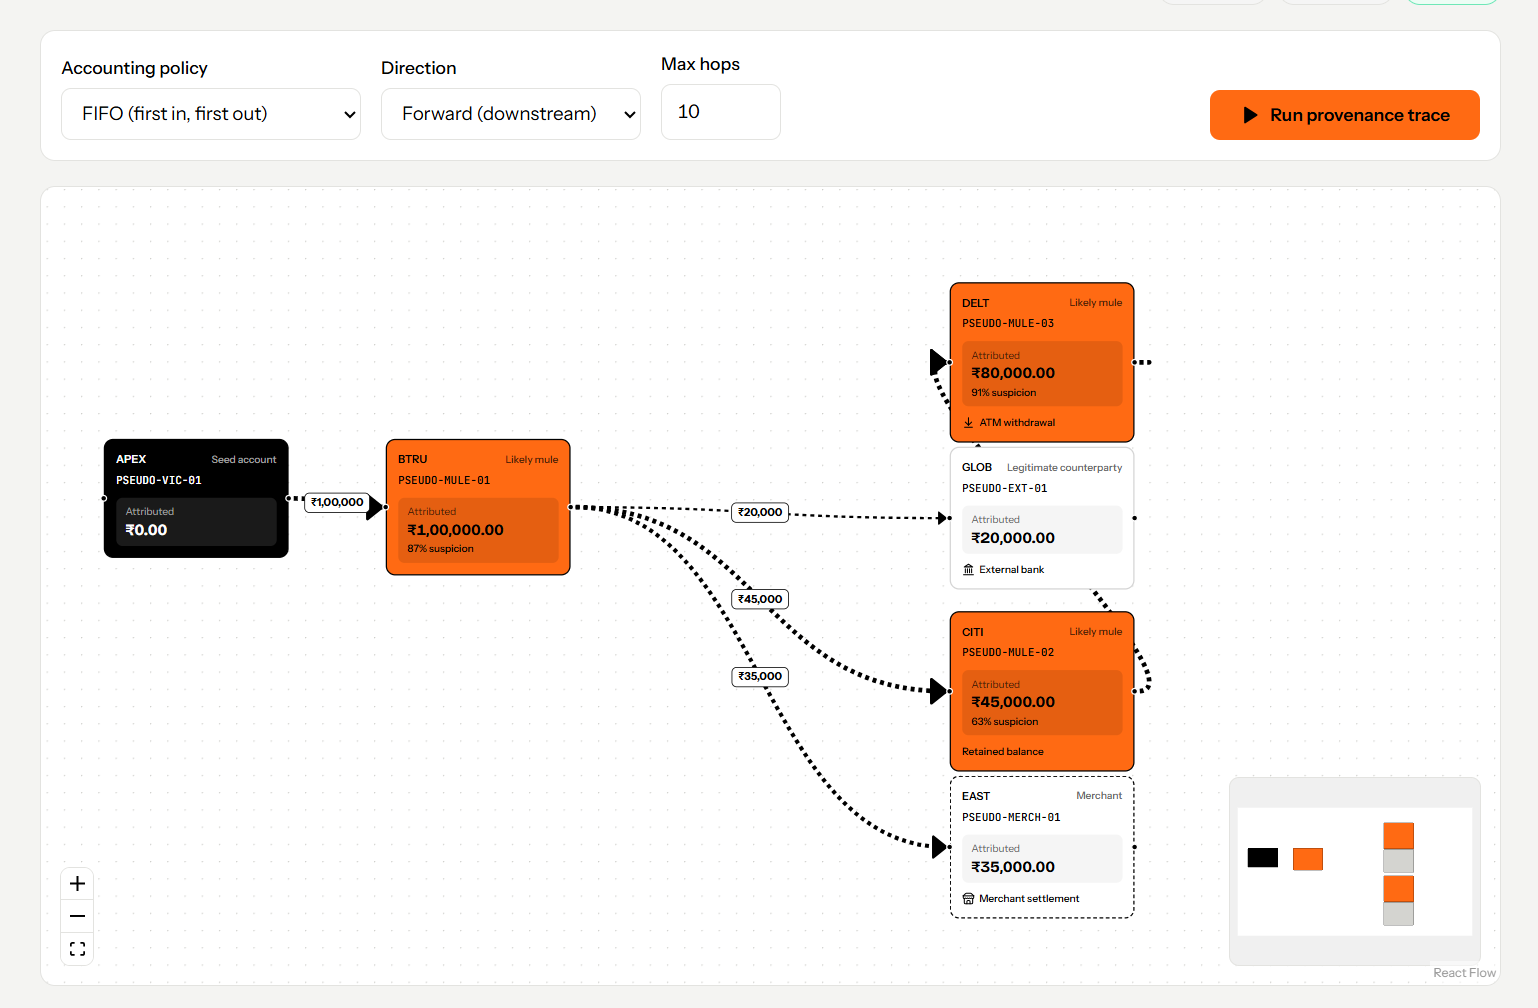 Accounting policy
FIFO (first in, first out)
Direction
Forward (downstream)
Max hops
10
Run provenance trace
APEX Seed account
PSEUDO-VIC-01
Attributed
₹0.00
₹1,00,000
BTRU Likely mule
PSEUDO-MULE-01
Attributed
₹1,00,000.00
87% suspicion
₹20,000
₹45,000
₹35,000
DELT Likely mule
PSEUDO-MULE-03
Attributed
₹80,000.00
91% suspicion
ATM withdrawal
GLOB Legitimate counterparty
PSEUDO-EXT-01
Attributed
₹20,000.00
External bank
CITI Likely mule
PSEUDO-MULE-02
Attributed
₹45,000.00
63% suspicion
Retained balance
EAST Merchant
PSEUDO-MERCH-01
Attributed
₹35,000.00
Merchant settlement
React Flow